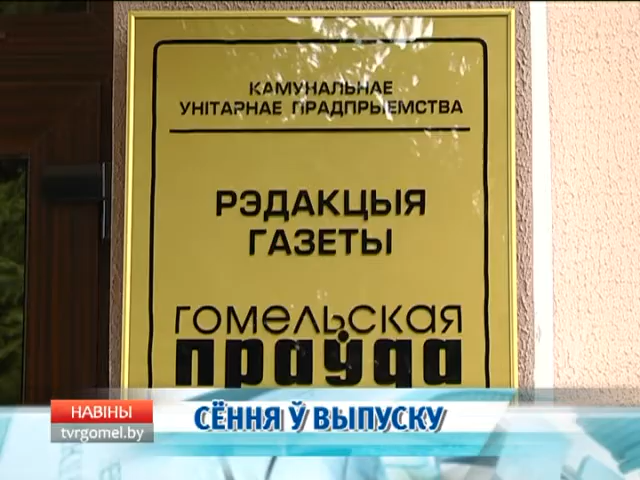 КАМУНАЛЬНАЕ
УНІТАРНАЕ ПРАДПРЫЕМСТВА
РЭДАКЦЫЯ
ГАЗЕТЫ
ГОМЕЛЬСКАЯ
праўда
НАВІНЫ
tvrgomel.by
СЁННЯ Ў ВЫПУСКУ